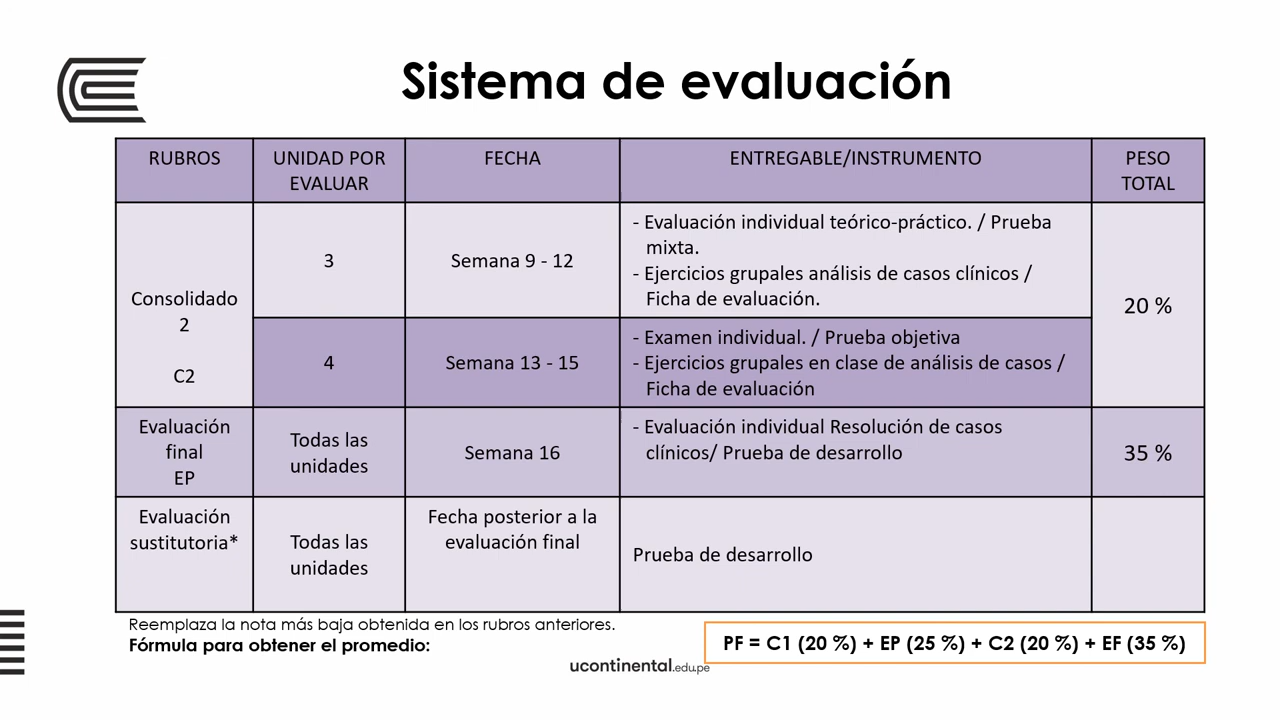 Sistema de evaluación
RUBROS
UNIDAD POR
EVALUAR
FECHA
ENTREGABLE/INSTRUMENTO
PESO
TOTAL
Consolidado
2
C2
3
Semana 9 - 12
- Evaluación individual teórico-práctico. / Prueba
mixta.
- Ejercicios grupales análisis de casos clínicos /
Ficha de evaluación.
20 %
4
Semana 13 - 15
- Examen individual. / Prueba objetiva
- Ejercicios grupales en clase de análisis de casos /
Ficha de evaluación
Evaluación
final
EP
Todas las
unidades
Semana 16
- Evaluación individual Resolución de casos
clínicos/ Prueba de desarrollo
35 %
Evaluación
sustitutoria*
Todas las
unidades
Fecha posterior a la
evaluación final
Prueba de desarrollo
Reemplaza la nota más baja obtenida en los rubros anteriores.
Fórmula para obtener el promedio:
PF = C1 (20 %) + EP (25 %) + C2 (20 %) + EF (35 %)
ucontinental.edu.pe